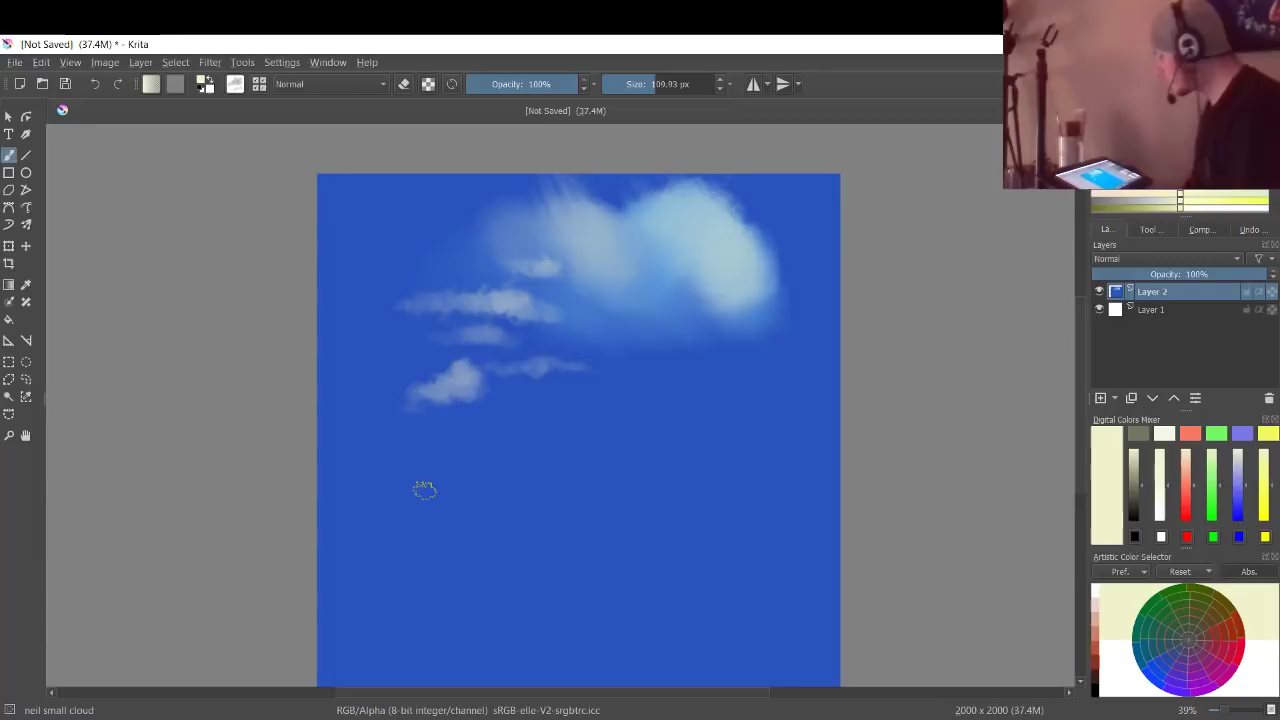 [Not Saved] (37.4M) * - Krita
File Edit View Image Layer Select Filter Tools Settings Window Help
Normal Opacity: 100% Size: 109.93 px
[Not Saved] (37.4M)
La... Tool ... Comp... Undo ...
Layers
Normal
Opacity: 100%
Layer 2
Layer 1
Digital Colors Mixer
Artistic Color Selector
Pref. Reset Abs.
neil small cloud RGB/Alpha (8-bit integer/channel) sRGB-elle-V2-srgbtrc.icc 2000 x 2000 (37.4M) 39%